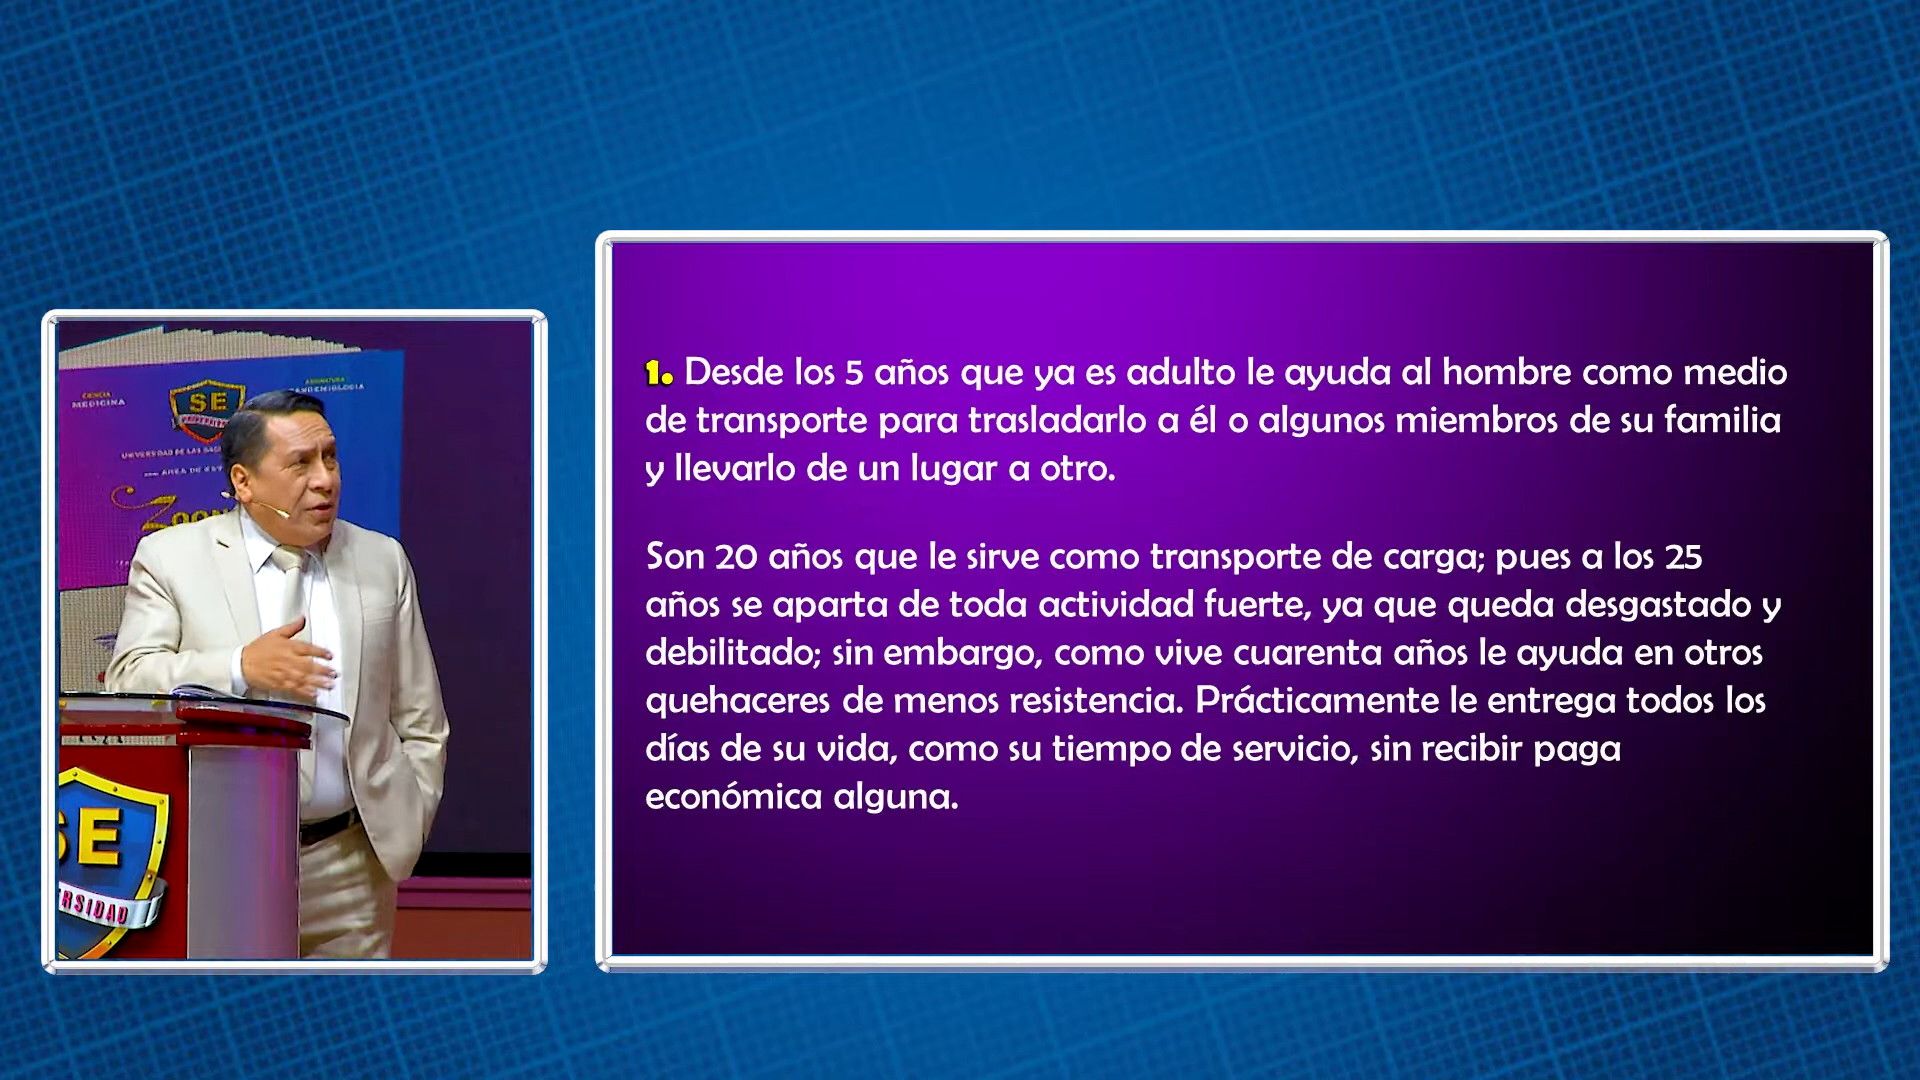 CIENCIA
MEDICINA
ASIGNATURA
SE
1. Desde los 5 años que ya es adulto le ayuda al hombre como medio
de transporte para trasladarlo a él o algunos miembros de su familia
y llevarlo de un lugar a otro.
Son 20 años que le sirve como transporte de carga; pues a los 25
años se aparta de toda actividad fuerte, ya que queda desgastado y
debilitado; sin embargo, como vive cuarenta años le ayuda en otros
quehaceres de menos resistencia. Prácticamente le entrega todos los
días de su vida, como su tiempo de servicio, sin recibir paga
económica alguna.
SE
RSIDAD